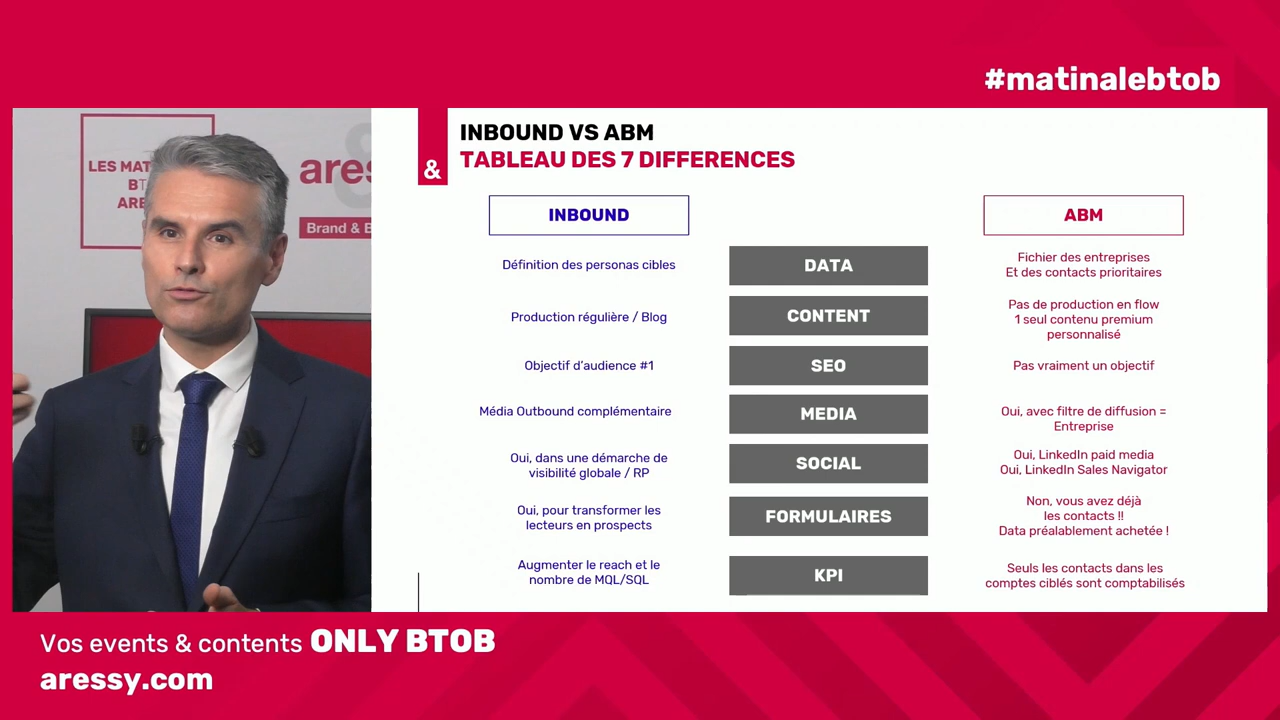 #matinalebtob
LES MAT
B
ARE
ares
Brand & B
&
INBOUND VS ABM
TABLEAU DES 7 DIFFERENCES
INBOUND
ABM
Définition des personas cibles
DATA
Fichier des entreprises
Et des contacts prioritaires
Production régulière / Blog
CONTENT
Pas de production en flow
1 seul contenu premium
personnalisé
Objectif d’audience #1
SEO
Pas vraiment un objectif
Média Outbound complémentaire
MEDIA
Oui, avec filtre de diffusion =
Entreprise
Oui, dans une démarche de
visibilité globale / RP
SOCIAL
Oui, LinkedIn paid media
Oui, LinkedIn Sales Navigator
Oui, pour transformer les
lecteurs en prospects
FORMULAIRES
Non, vous avez déjà
les contacts !!
Data préalablement achetée !
Augmenter le reach et le
nombre de MQL/SQL
KPI
Seuls les contacts dans les
comptes ciblés sont comptabilisés
Vos events & contents ONLY BTOB
aressy.com